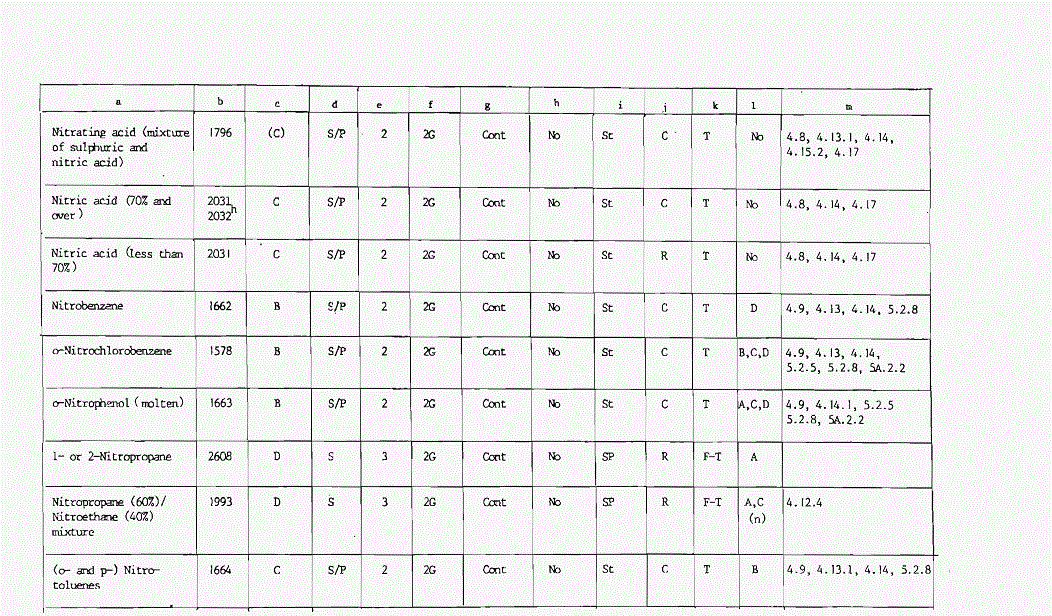 a b c d e f g h i j k l m
Nitrating acid (mixture 1796 (C) S/P 2 2G Cont No St C T No 4.8, 4.13.1, 4.14,
of sulphuric and 4.15.2, 4.17
nitric acid)
Nitric acid (70% and 2031 C S/P 2 2G Cont No St C T No 4.8, 4.14, 4.17
over) 2032h
Nitric acid (less than 2031 C S/P 2 2G Cont No St R T No 4.8, 4.14, 4.17
70%)
Nitrobenzene 1662 B S/P 2 2G Cont No St C T D 4.9, 4.13, 4.14, 5.2.8
o-Nitrochlorobenzene 1578 B S/P 2 2G Cont No St C T B,C,D 4.9, 4.13, 4.14,
5.2.5, 5.2.8, 5A.2.2
o-Nitrophenol (molten) 1663 B S/P 2 2G Cont No St C T A,C,D 4.9, 4.14.1, 5.2.5
5.2.8, 5A.2.2
1- or 2-Nitropropane 2608 D S 3 2G Cont No SP R F-T A
Nitropropane (60%)/ 1993 D S 3 2G Cont No SP R F-T A,C 4.12.4
Nitroethane (40%) (n)
mixture
(o- and p-) Nitro- 1664 C S/P 2 2G Cont No St C T B 4.9, 4.13.1, 4.14, 5.2.8
toluenes